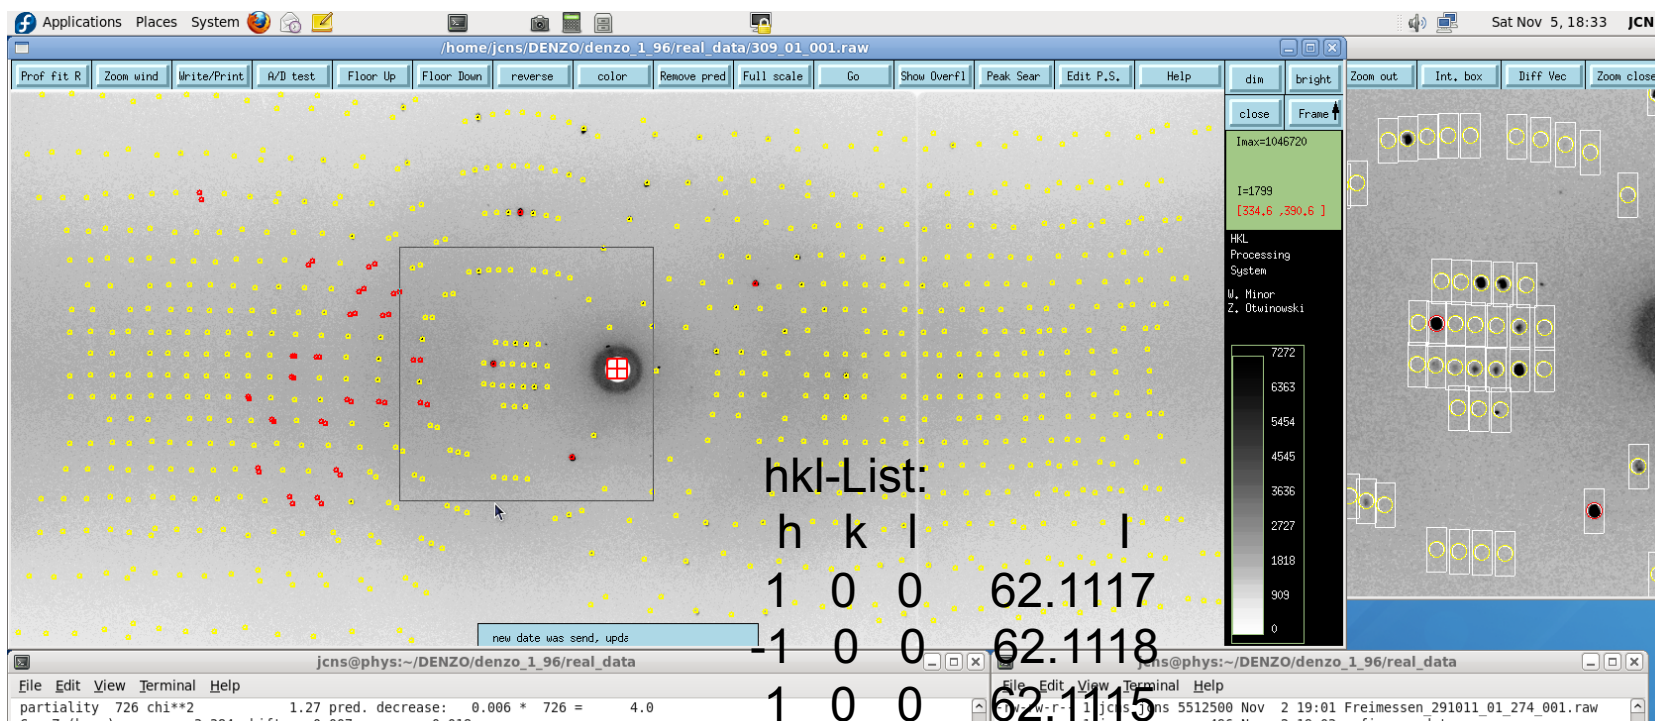 Applications Places System Sat Nov 5, 18:33 JCN
/home/jcns/DENZO/denzo_1_96/real_data/309_01_001.raw
Prof fit R Zoom wind Write/Print A/D test Floor Up Floor Down reverse color Remove pred Full scale Go Show Overfl Peak Sear Edit P.S. Help dim bright Zoom out Int. box Diff Vec Zoom close
close Frame
Imax=1046720
I=1799
[334.6 ,390.6 ]
HKL
Processing
System
W. Minor
Z. Otwinowski
7272
6363
5454
4545
3636
2727
1818
909
0
hkl-List:
h k l I
1 0 0 62.1117
-1 0 0 62.1118
1 0 0 62.1115
new date was send, upda
jcns@phys:~/DENZO/denzo_1_96/real_data
File Edit View Terminal Help
partiality 726 chi**2 1.27 pred. decrease: 0.006 * 726 = 4.0
jcns@phys:~/DENZO/denzo_1_96/real_data
File Edit View Terminal Help
1 jcns jcns 5512500 Nov 2 19:01 Freimessen_291011_01_274_001.raw